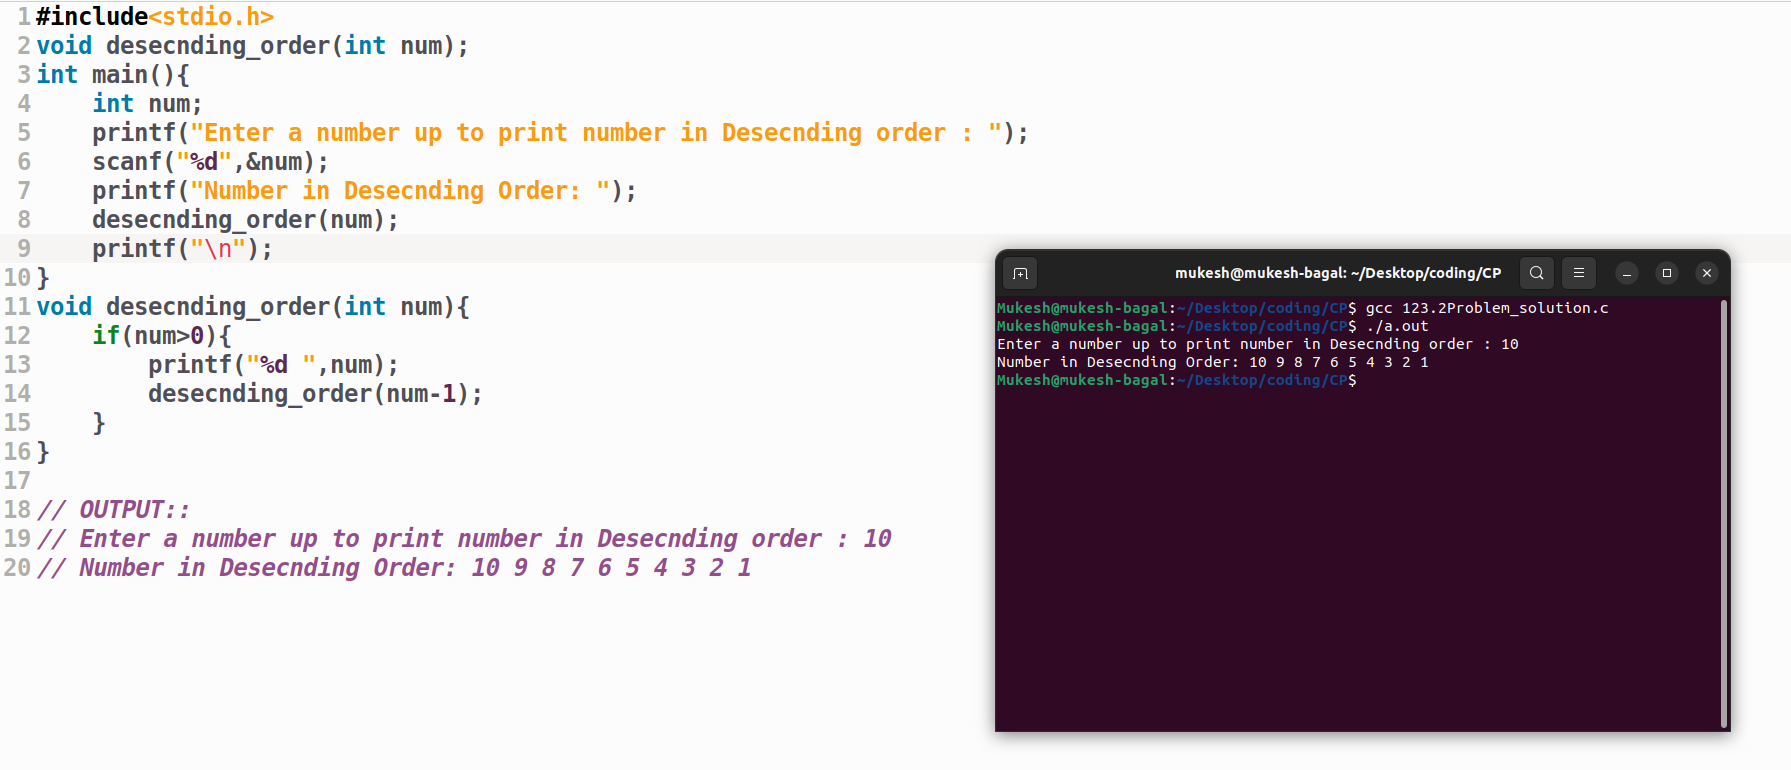 1 #include<stdio.h>
2 void desecnding_order(int num);
3 int main(){
4     int num;
5     printf("Enter a number up to print number in Desecnding order : ");
6     scanf("%d",&num);
7     printf("Number in Desecnding Order: ");
8     desecnding_order(num);
9     printf("\n");
10 }
11 void desecnding_order(int num){
12     if(num>0){
13         printf("%d ",num);
14         desecnding_order(num-1);
15     }
16 }
17
18 // OUTPUT::
19 // Enter a number up to print number in Desecnding order : 10
20 // Number in Desecnding Order: 10 9 8 7 6 5 4 3 2 1
mukesh@mukesh-bagal: ~/Desktop/coding/CP
Mukesh@mukesh-bagal:~/Desktop/coding/CP$ gcc 123.2Problem_solution.c
Mukesh@mukesh-bagal:~/Desktop/coding/CP$ ./a.out
Enter a number up to print number in Desecnding order : 10
Number in Desecnding Order: 10 9 8 7 6 5 4 3 2 1
Mukesh@mukesh-bagal:~/Desktop/coding/CP$